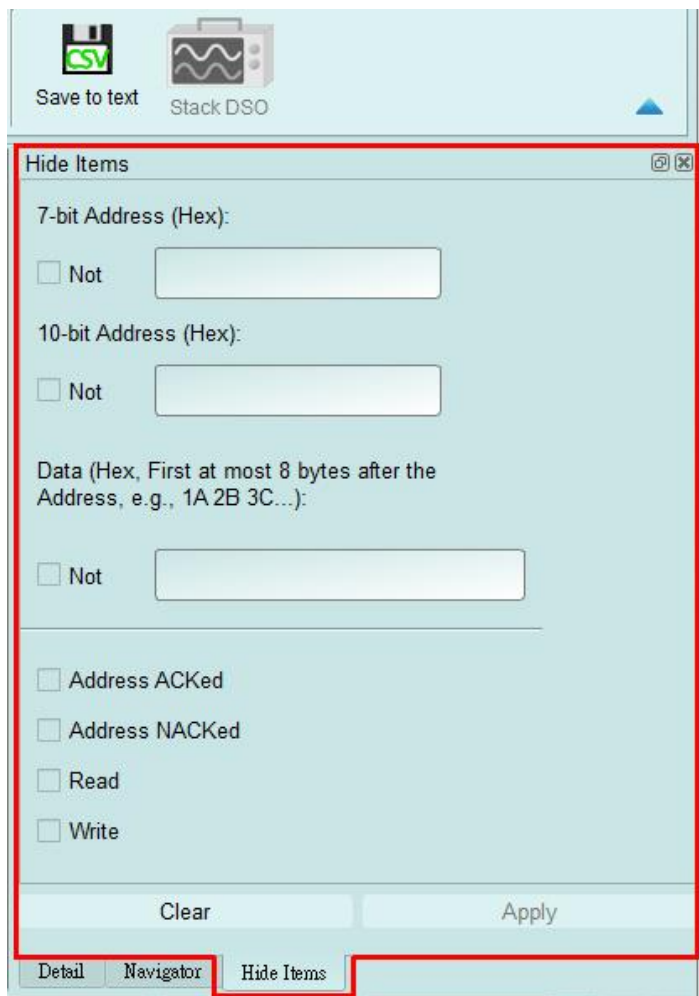 CSV
Save to text
Stack DSO
Hide Items
7-bit Address (Hex):
Not
10-bit Address (Hex):
Not
Data (Hex, First at most 8 bytes after the
Address, e.g., 1A 2B 3C...):
Not
Address ACKed
Address NACKed
Read
Write
Clear Apply
Detail Navigator Hide Items